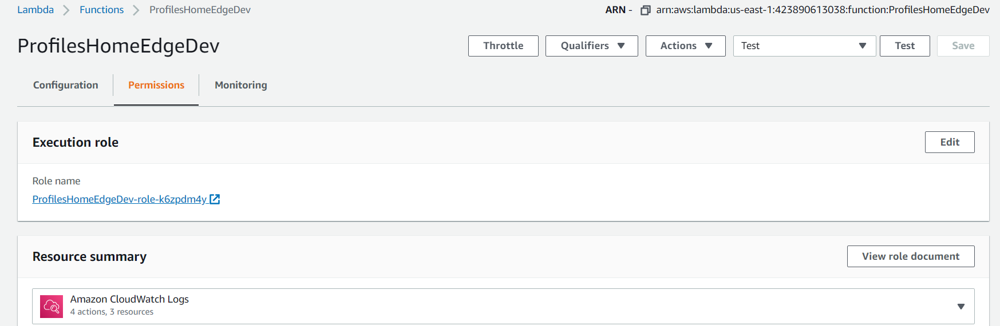 Lambda > Functions > ProfilesHomeEdgeDev ARN - arn:aws:lambda:us-east-1:423890613038:function:ProfilesHomeEdgeDev
ProfilesHomeEdgeDev Throttle Qualifiers Actions Test Test Save
Configuration Permissions Monitoring
Execution role Edit
Role name
ProfilesHomeEdgeDev-role-k6zpdm4y
Resource summary View role document
Amazon CloudWatch Logs
4 actions, 3 resources